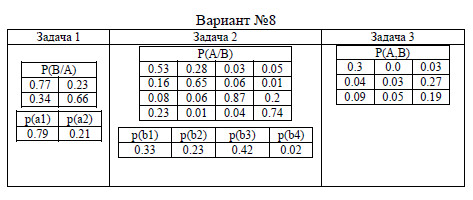 Вариант №8
Задача 1 Задача 2 Задача 3
P(B/A)
0.77 0.23
0.34 0.66
p(a1) p(a2)
0.79 0.21
P(A/B)
0.53 0.28 0.03 0.05
0.16 0.65 0.06 0.01
0.08 0.06 0.87 0.2
0.23 0.01 0.04 0.74
p(b1) p(b2) p(b3) p(b4)
0.33 0.23 0.42 0.02
P(A,B)
0.3 0.0 0.03
0.04 0.03 0.27
0.09 0.05 0.19